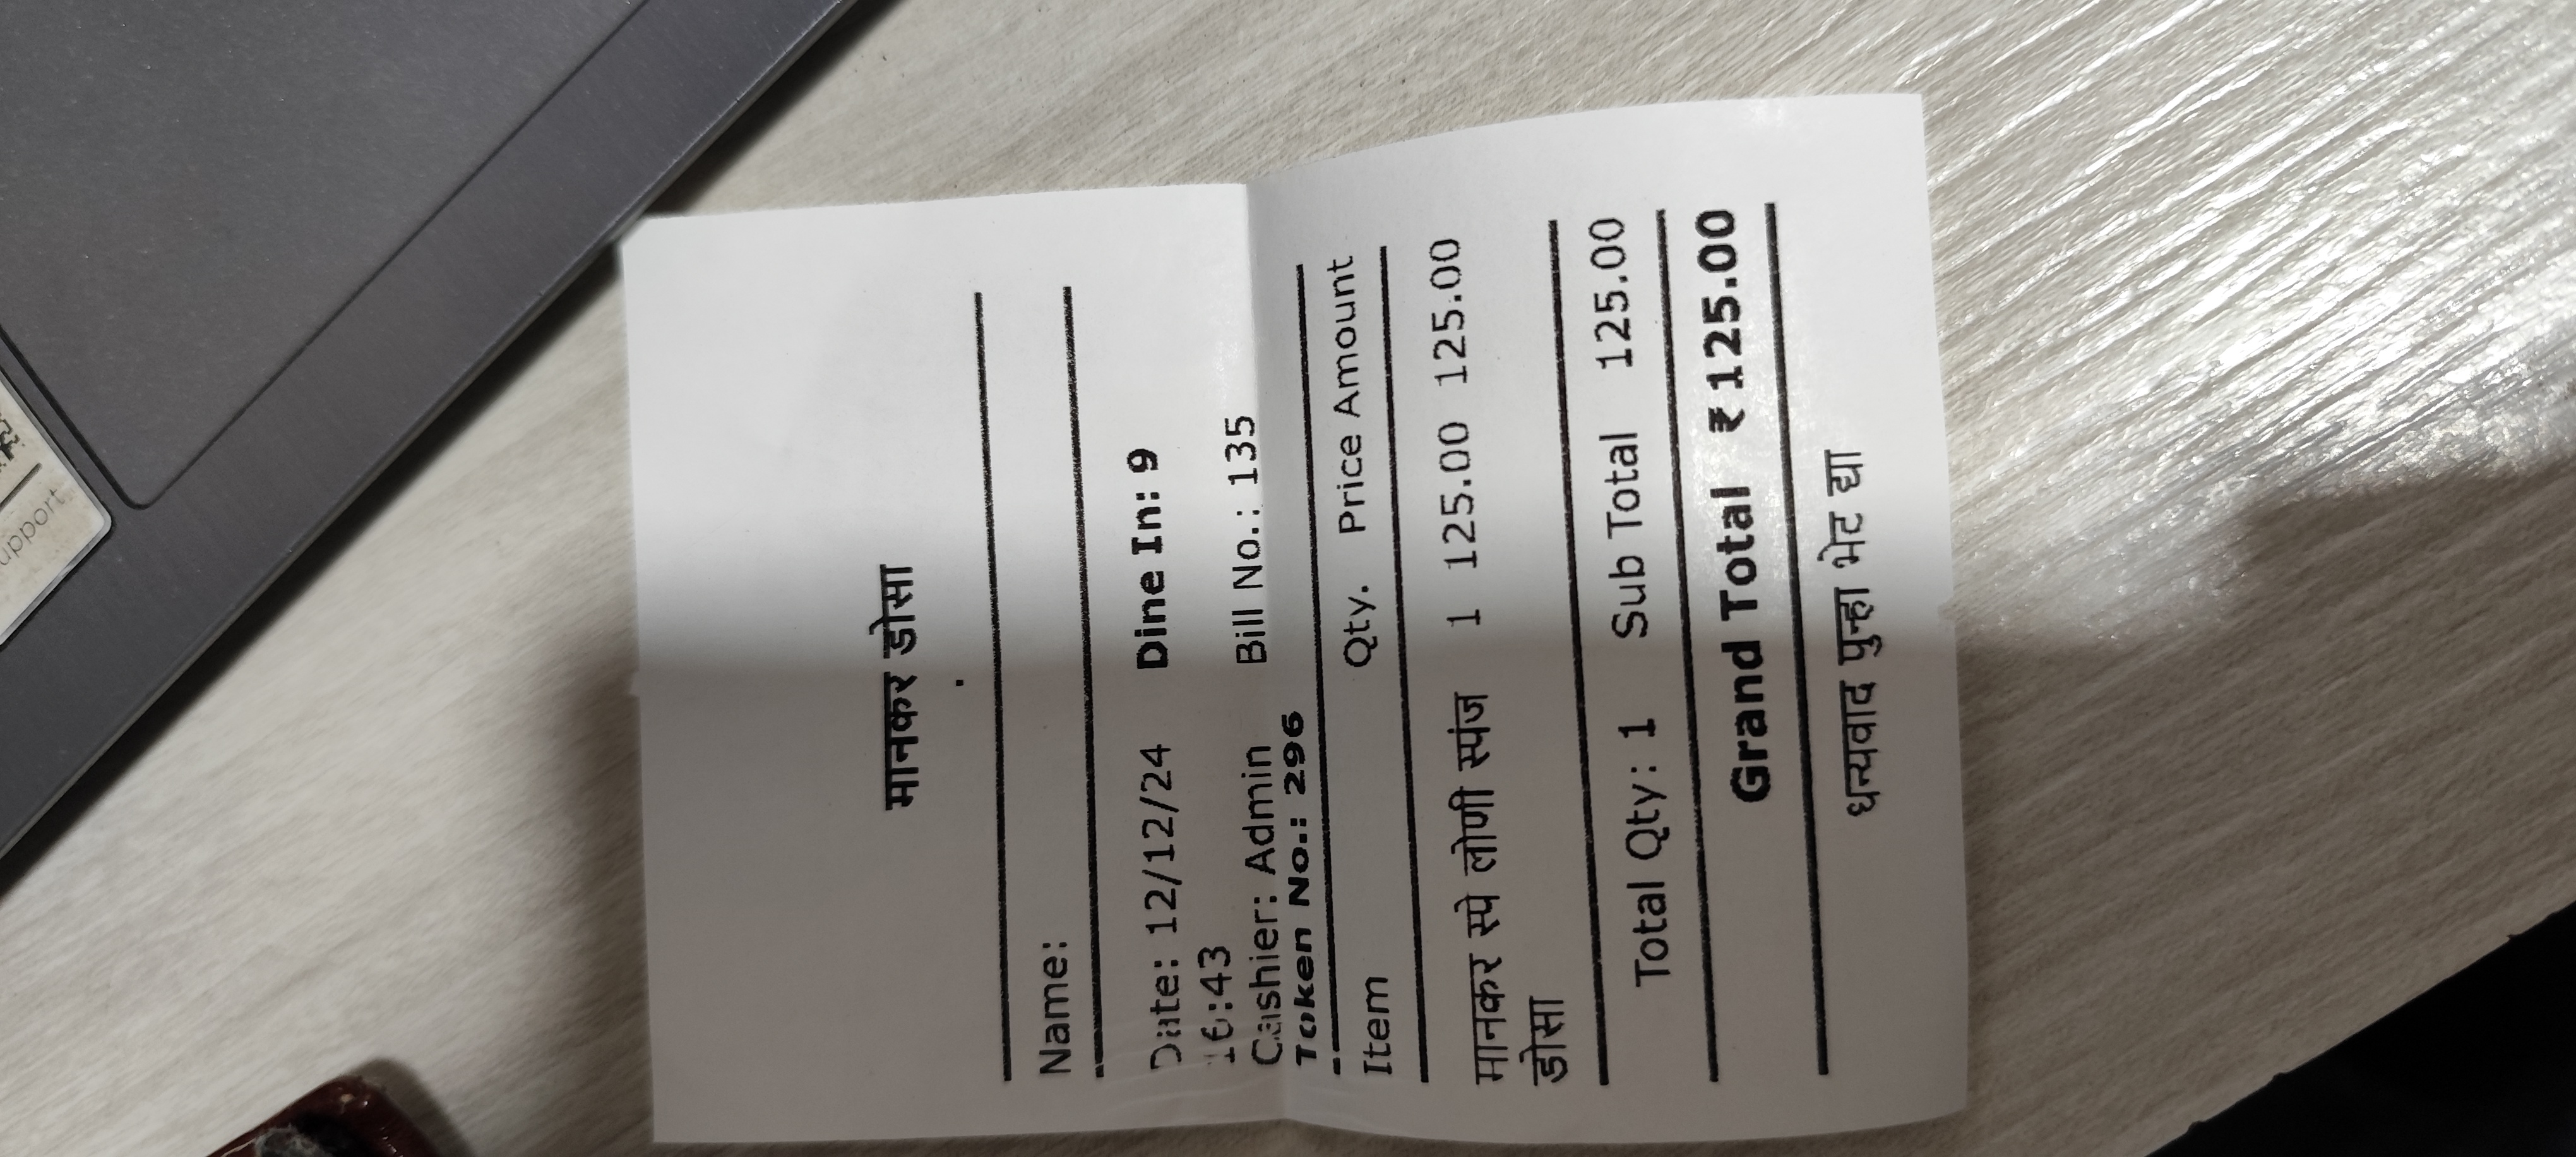 मानकर डोसा
.
Name:
Date: 12/12/24 Dine In: 9
16:43
Cashier: Admin Bill No.: 135
Token No.: 296
Item Qty. Price Amount
मानकर स्पे लोणी स्पंज 1 125.00 125.00
डोसा
Total Qty: 1 Sub Total 125.00
Grand Total ₹125.00
धन्यवाद पुन्हा भेट द्या
upport